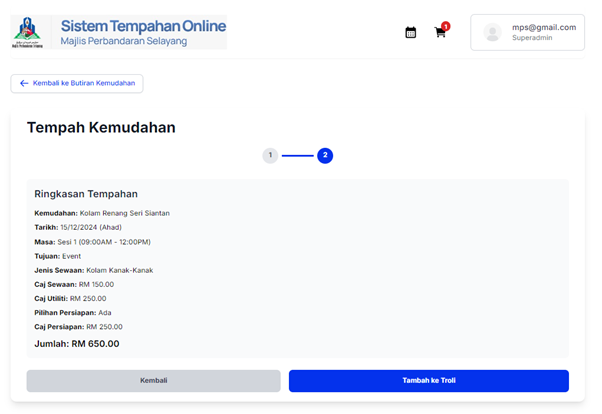 Sistem Tempahan Online
Majlis Perbandaran Selayang
1
mps@gmail.com
Superadmin
← Kembali ke Butiran Kemudahan
Tempah Kemudahan
1
2
Ringkasan Tempahan
Kemudahan: Kolam Renang Seri Siantan
Tarikh: 15/12/2024 (Ahad)
Masa: Sesi 1 (09:00AM - 12:00PM)
Tujuan: Event
Jenis Sewaan: Kolam Kanak-Kanak
Caj Sewaan: RM 150.00
Caj Utiliti: RM 250.00
Pilihan Persiapan: Ada
Caj Persiapan: RM 250.00
Jumlah: RM 650.00
Kembali
Tambah ke Troli